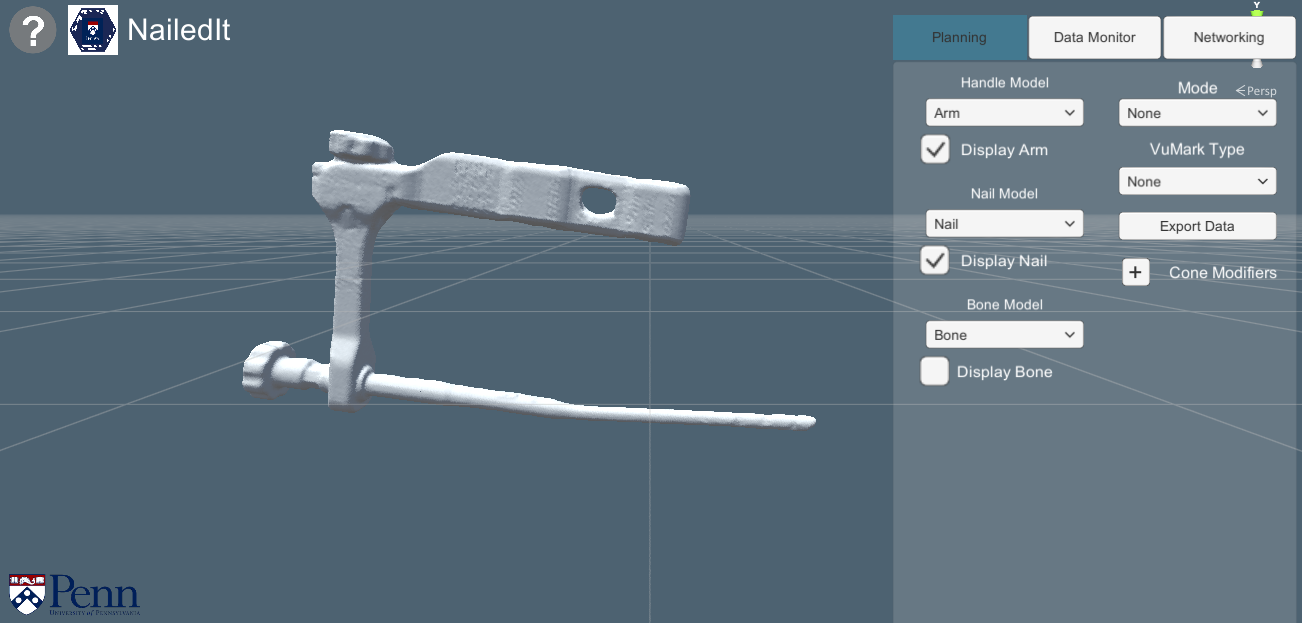 ?
NailedIt
Planning
Data Monitor
Networking
Y
Handle Model
Arm
Display Arm
Nail Model
Nail
Display Nail
Bone Model
Bone
Display Bone
Mode
<Persp
None
VuMark Type
None
Export Data
+ Cone Modifiers
Penn
UNIVERSITY of PENNSYLVANIA